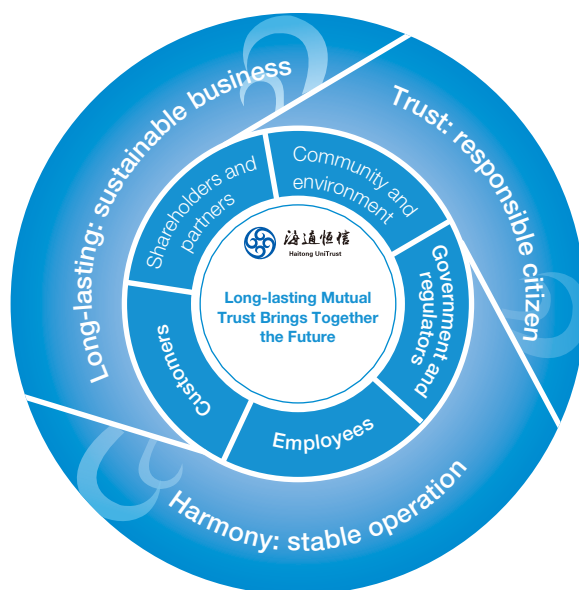 Long-lasting: sustainable business
Trust: responsible citizen
Harmony: stable operation
Shareholders and
partners
Community and
environment
Government and
regulators
Employees
Customers
海通恒信
Haitong UniTrust
Long-lasting Mutual
Trust Brings Together
the Future